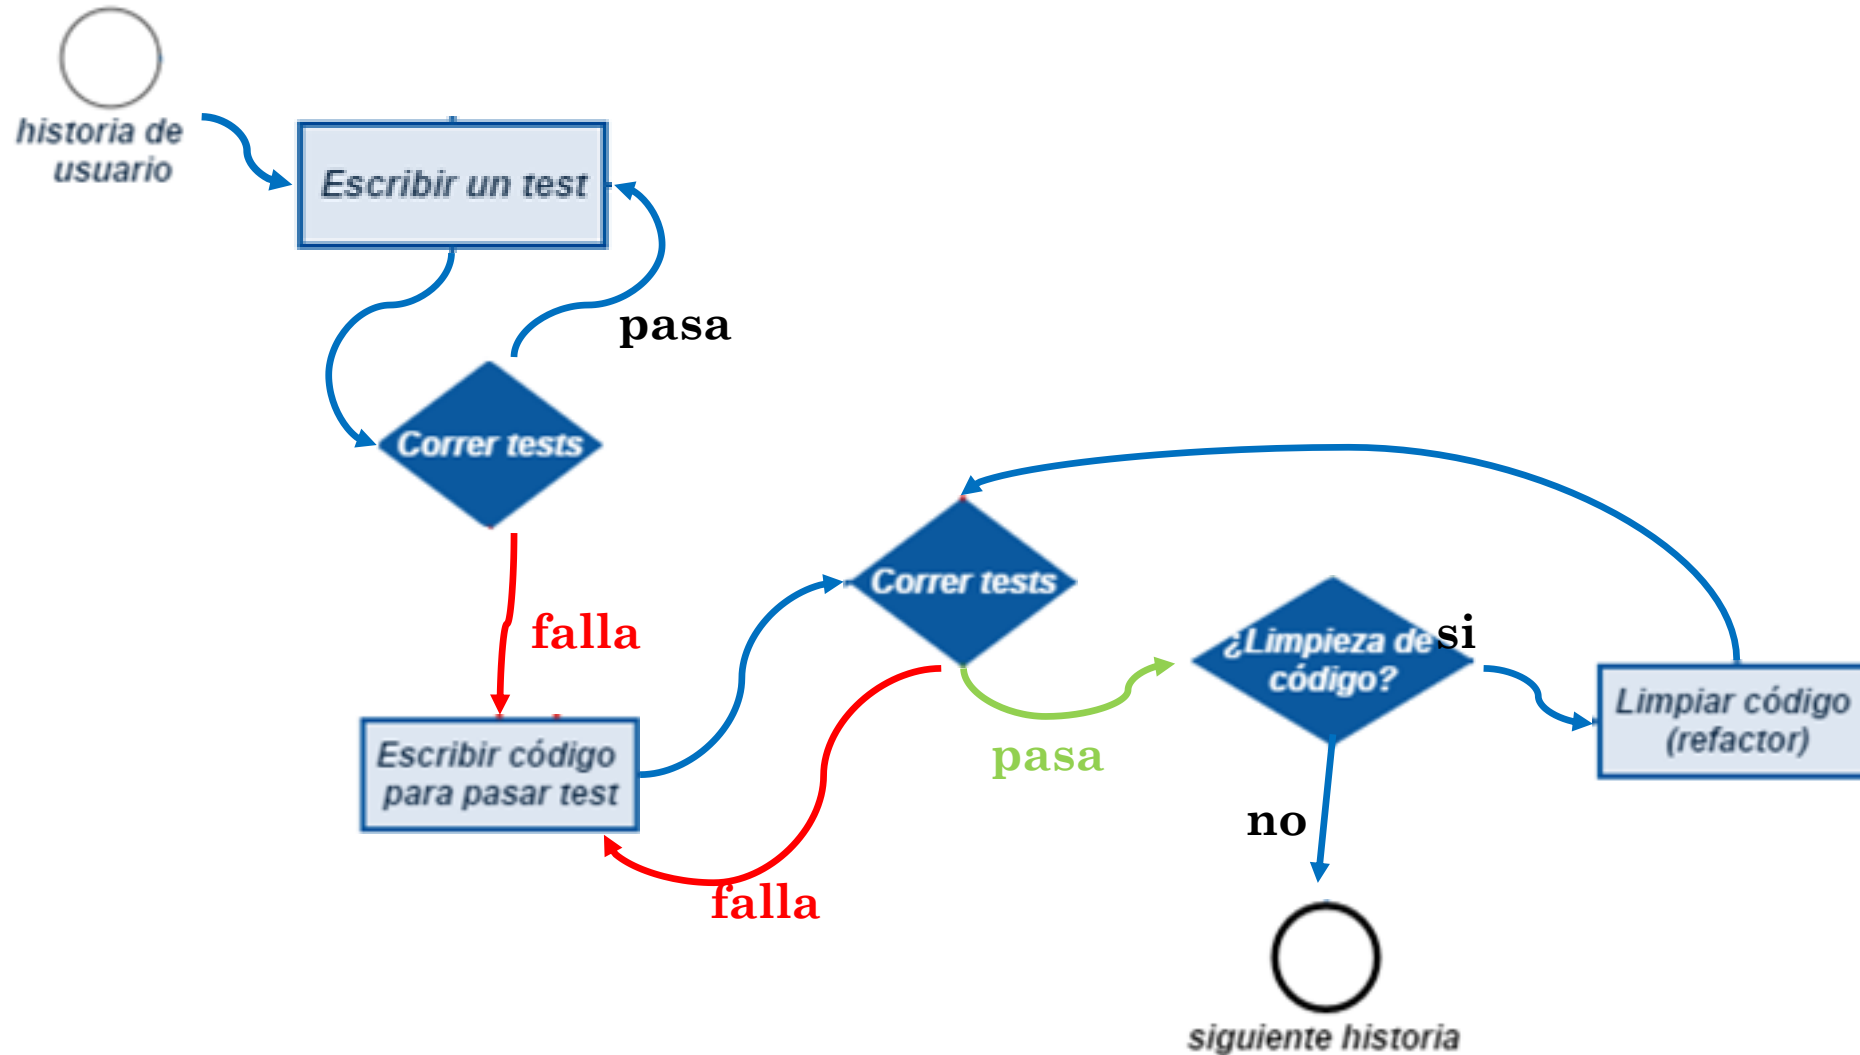 historia de
usuario
Escribir un test
pasa
Correr tests
falla
Escribir código
para pasar test
Correr tests
falla
pasa
¿Limpieza de
código?
si
Limpiar código
(refactor)
no
siguiente historia